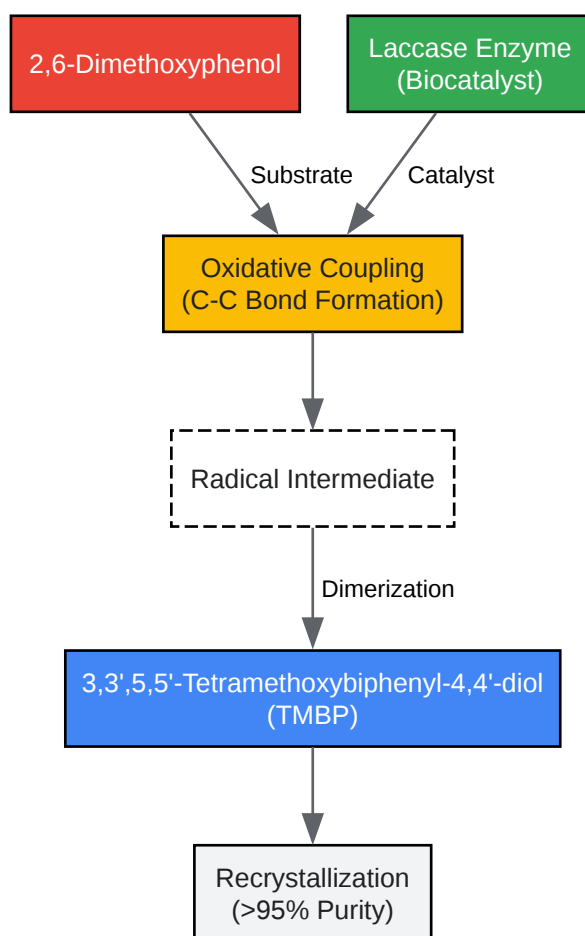 2,6-Dimethoxyphenol
Laccase Enzyme
(Biocatalyst)
Substrate
Catalyst
Oxidative Coupling
(C-C Bond Formation)
Radical Intermediate
Dimerization
3,3',5,5'-Tetramethoxybiphenyl-4,4'-diol
(TMBP)
Recrystallization
(>95% Purity)